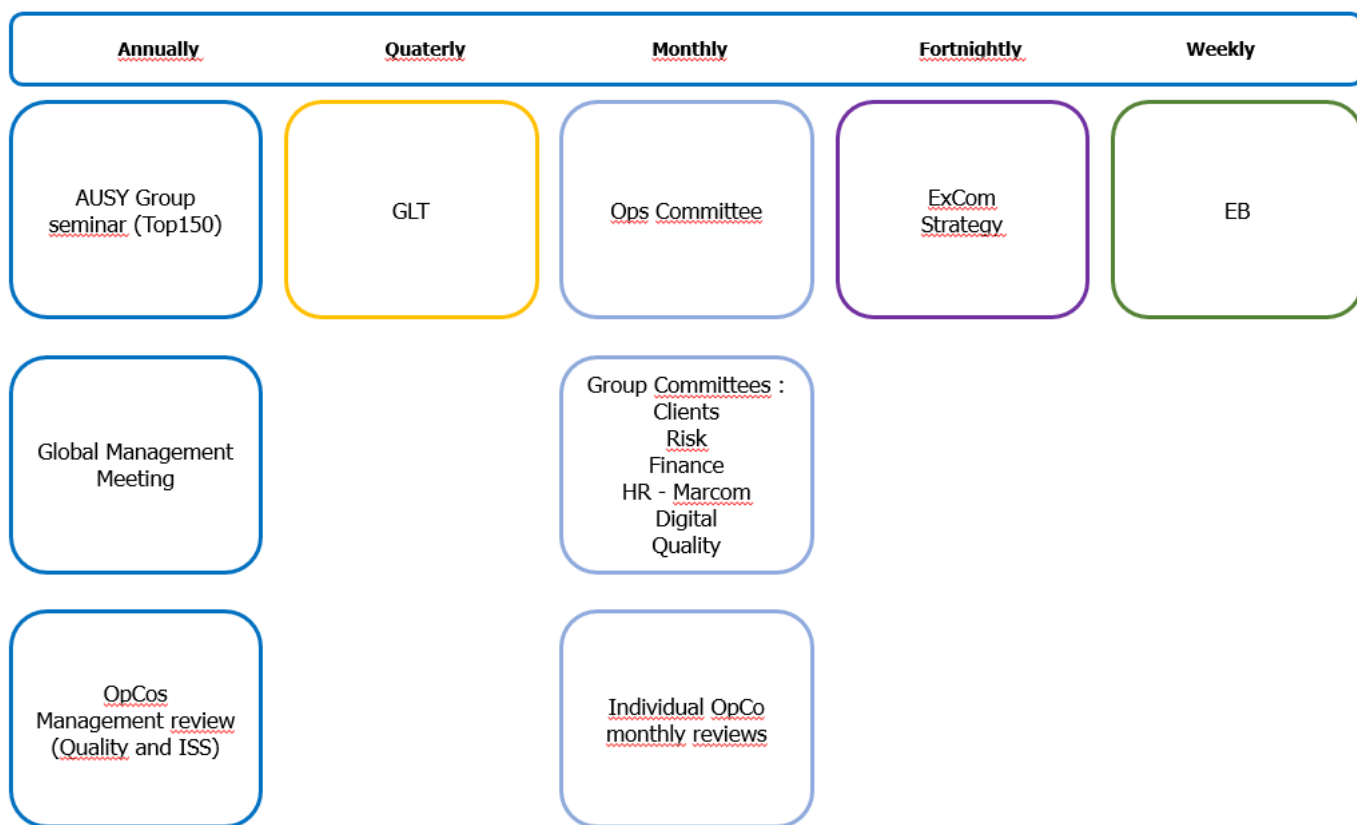 Annually Quaterly Monthly Fortnightly Weekly
AUSY Group
seminar (Top150)
GLT
Ops Committee
ExCom
Strategy
EB
Global Management
Meeting
Group Committees :
Clients
Risk
Finance
HR - Marcom
Digital
Quality
OpCos
Management review
(Quality and ISS)
Individual OpCo
monthly reviews